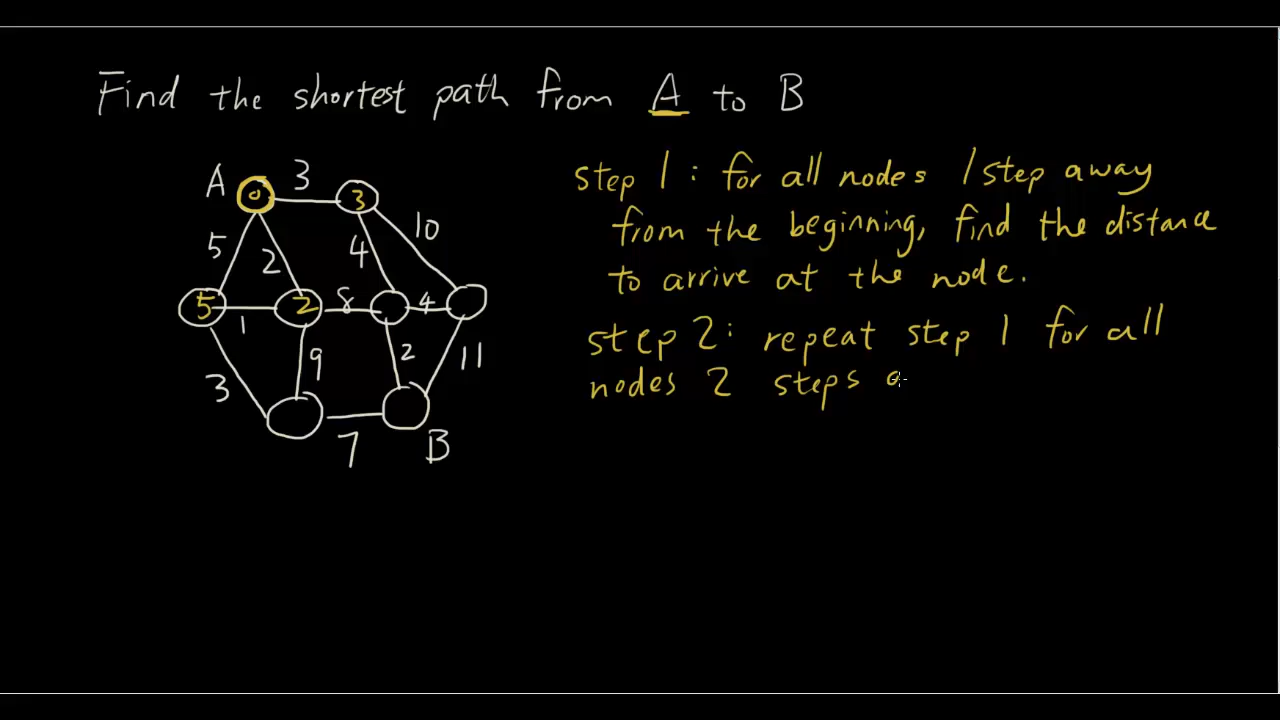 Find the shortest path from A to B
step 1: for all nodes 1 step away
from the beginning, find the distance
to arrive at the node.
step 2: repeat step 1 for all
nodes 2 steps a
A 3
0 3
5 2 4 10
5 2 8 4
1
3 9 2 11
7 B